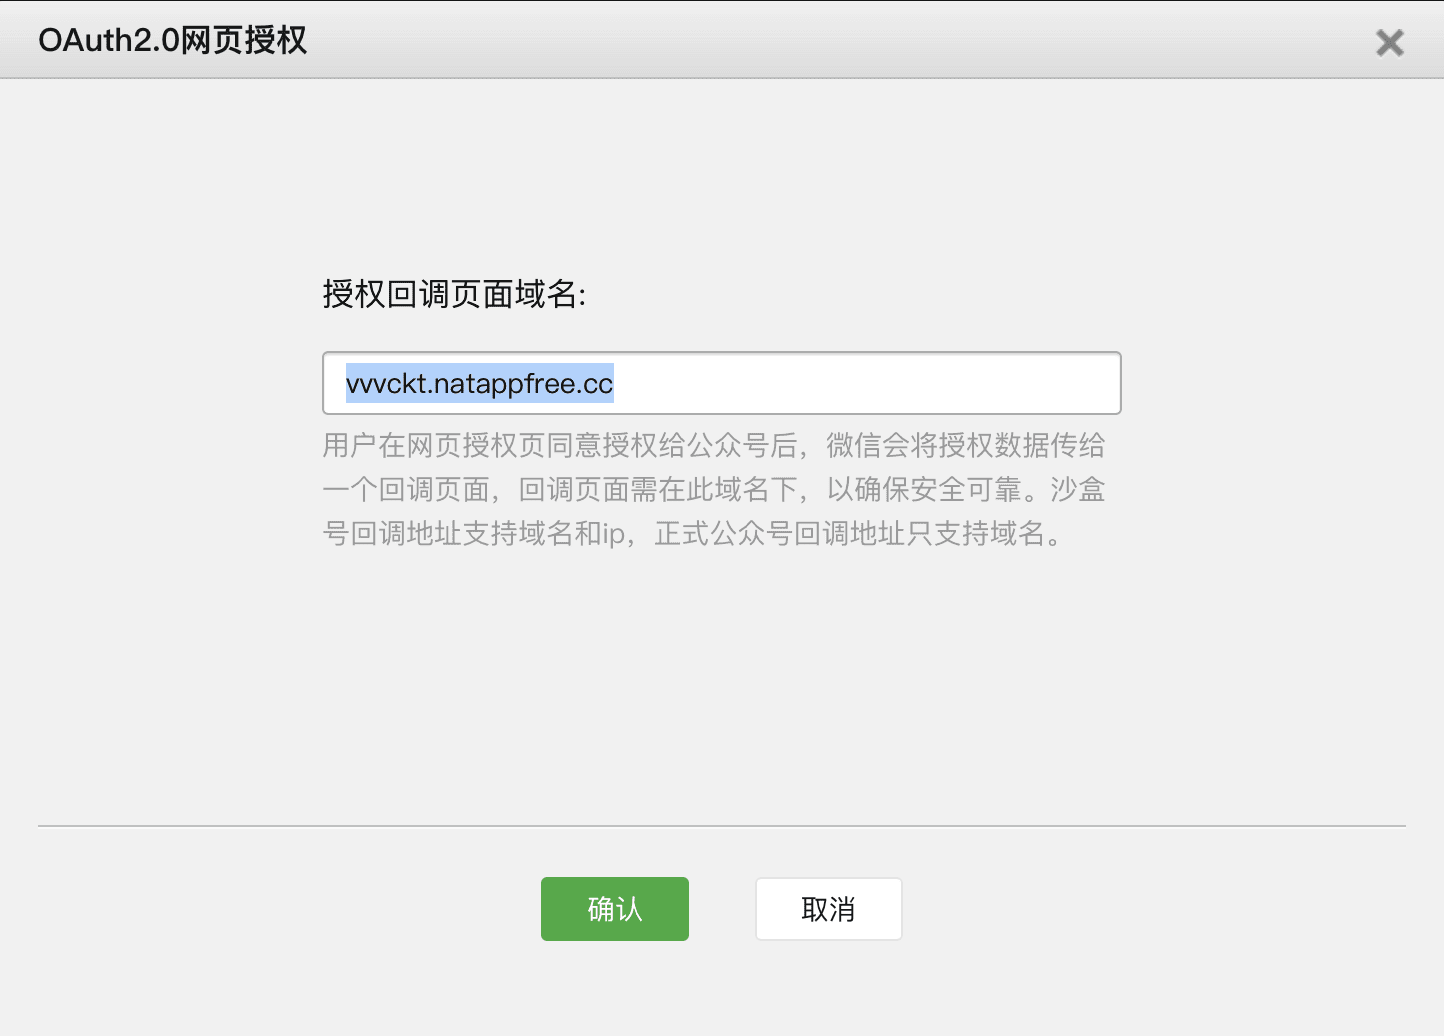 OAuth2.0网页授权
授权回调页面域名:
vvvckt.natappfree.cc
用户在网页授权页同意授权给公众号后，微信会将授权数据传给
一个回调页面，回调页面需在此域名下，以确保安全可靠。沙盒
号回调地址支持域名和ip，正式公众号回调地址只支持域名。
确认
取消